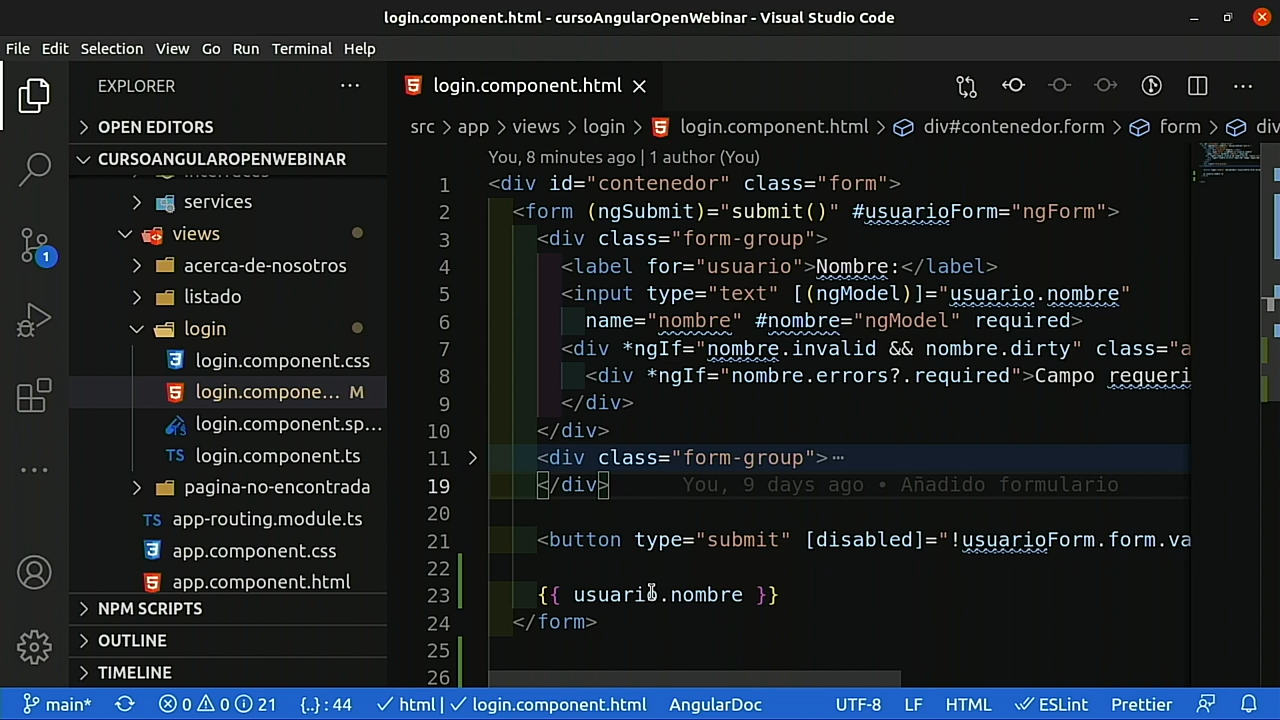 login.component.html - cursoAngularOpenWebinar - Visual Studio Code
File Edit Selection View Go Run Terminal Help
EXPLORER
login.component.html
OPEN EDITORS
src > app > views > login > login.component.html > div#contenedor.form > form > div
CURSOANGULAROPENWEBINAR
services
views
acerca-de-nosotros
listado
login
login.component.css
login.compone... M
login.component.sp...
login.component.ts
pagina-no-encontrada
app-routing.module.ts
app.component.css
app.component.html
NPM SCRIPTS
OUTLINE
TIMELINE
1
You, 8 minutes ago | 1 author (You)
1 <div id="contenedor" class="form">
2 <form (ngSubmit)="submit()" #usuarioForm="ngForm">
3 <div class="form-group">
4 <label for="usuario">Nombre:</label>
5 <input type="text" [(ngModel)]="usuario.nombre"
6 name="nombre" #nombre="ngModel" required>
7 <div *ngIf="nombre.invalid && nombre.dirty" class="a
8 <div *ngIf="nombre.errors?.required">Campo requeri
9 </div>
10 </div>
11 <div class="form-group">…
19 </div> You, 9 days ago • Añadido formulario
20
21 <button type="submit" [disabled]="!usuarioForm.form.va
22
23 {{ usuario.nombre }}
24 </form>
25
26
main* 0 0 21 {..} : 44 html | login.component.html AngularDoc UTF-8 LF HTML ESLint Prettier